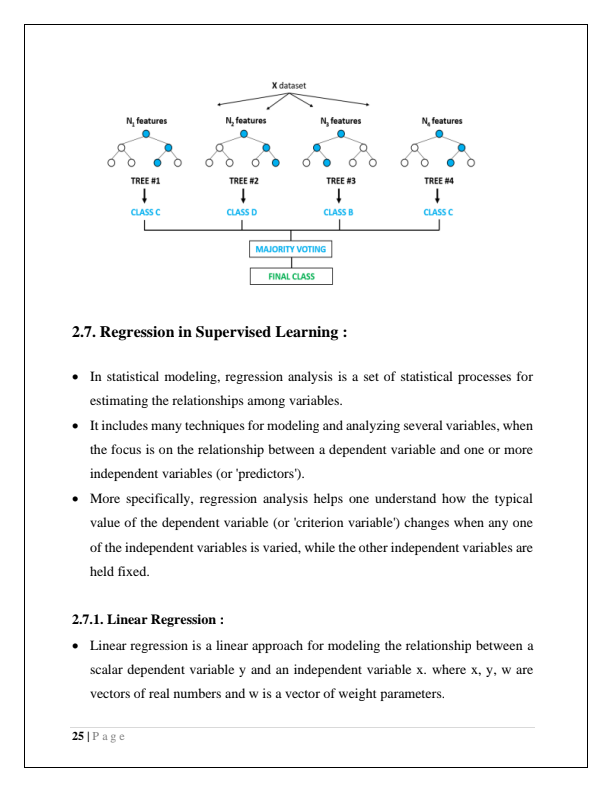 X dataset
N₁ features N₂ features N₃ features N₄ features
TREE #1 TREE #2 TREE #3 TREE #4
CLASS C CLASS D CLASS B CLASS C
MAJORITY VOTING
FINAL CLASS
2.7. Regression in Supervised Learning :
• In statistical modeling, regression analysis is a set of statistical processes for
estimating the relationships among variables.
• It includes many techniques for modeling and analyzing several variables, when
the focus is on the relationship between a dependent variable and one or more
independent variables (or 'predictors').
• More specifically, regression analysis helps one understand how the typical
value of the dependent variable (or 'criterion variable') changes when any one
of the independent variables is varied, while the other independent variables are
held fixed.
2.7.1. Linear Regression :
• Linear regression is a linear approach for modeling the relationship between a
scalar dependent variable y and an independent variable x. where x, y, w are
vectors of real numbers and w is a vector of weight parameters.
25 | P a g e